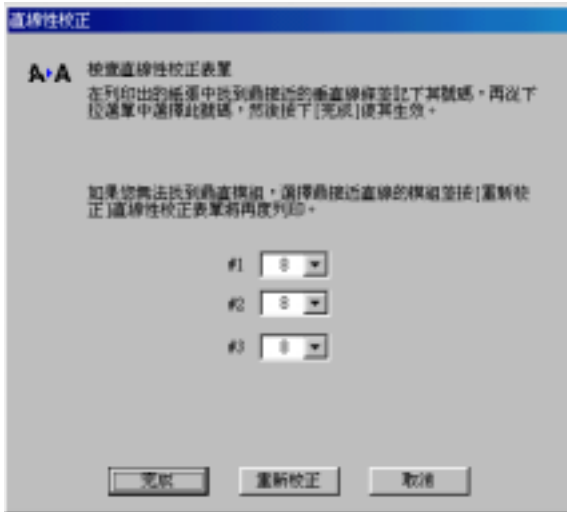 直線性校正
A A 檢查直線性校正表單
在列印出的紙張中找到最接近的垂直線條並記下其號碼,再從下
拉選單中選擇此號碼,然後按下[完成]使其生效。
如果您無法找到最直模組,選擇最接近直線的模組並按[重新校
正]直線性校正表單將再度列印。
#1 8
#2 8
#3 8
完成 重新校正 取消